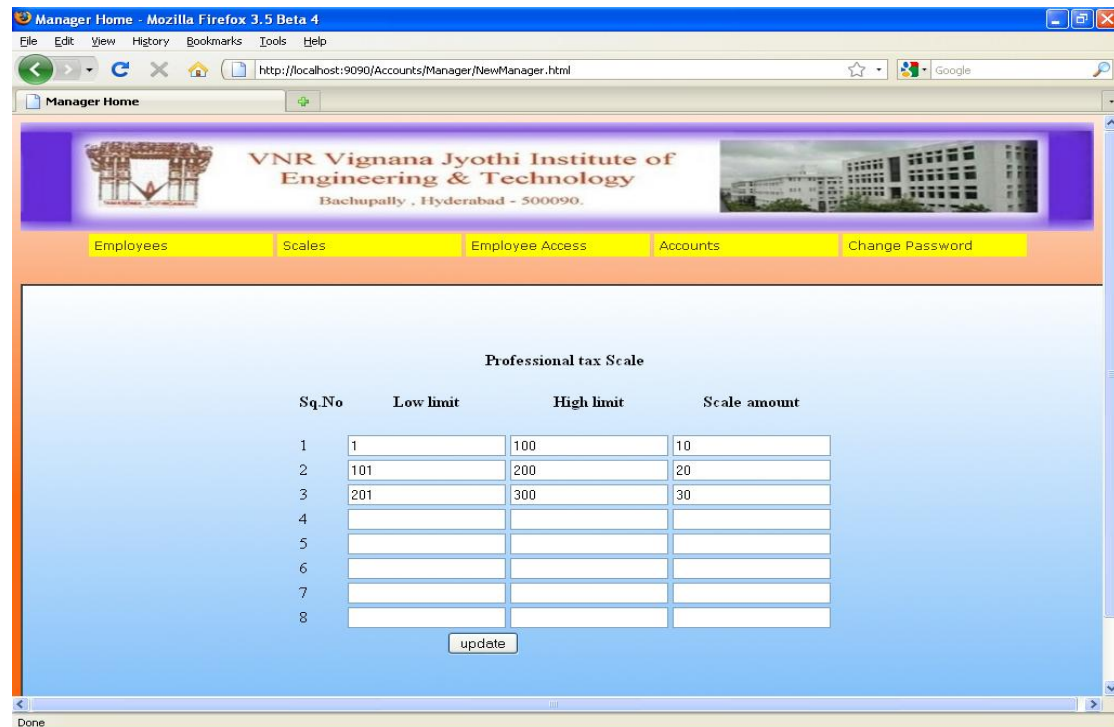 Manager Home - Mozilla Firefox 3.5 Beta 4
File Edit View History Bookmarks Tools Help
http://localhost:9090/Accounts/Manager/NewManager.html Google
Manager Home
VNR Vignana Jyothi Institute of
Engineering & Technology
Bachupally , Hyderabad - 500090.
Employees Scales Employee Access Accounts Change Password
Professional tax Scale
Sq.No Low limit High limit Scale amount
1 1 100 10
2 101 200 20
3 201 300 30
4
5
6
7
8
update
Done